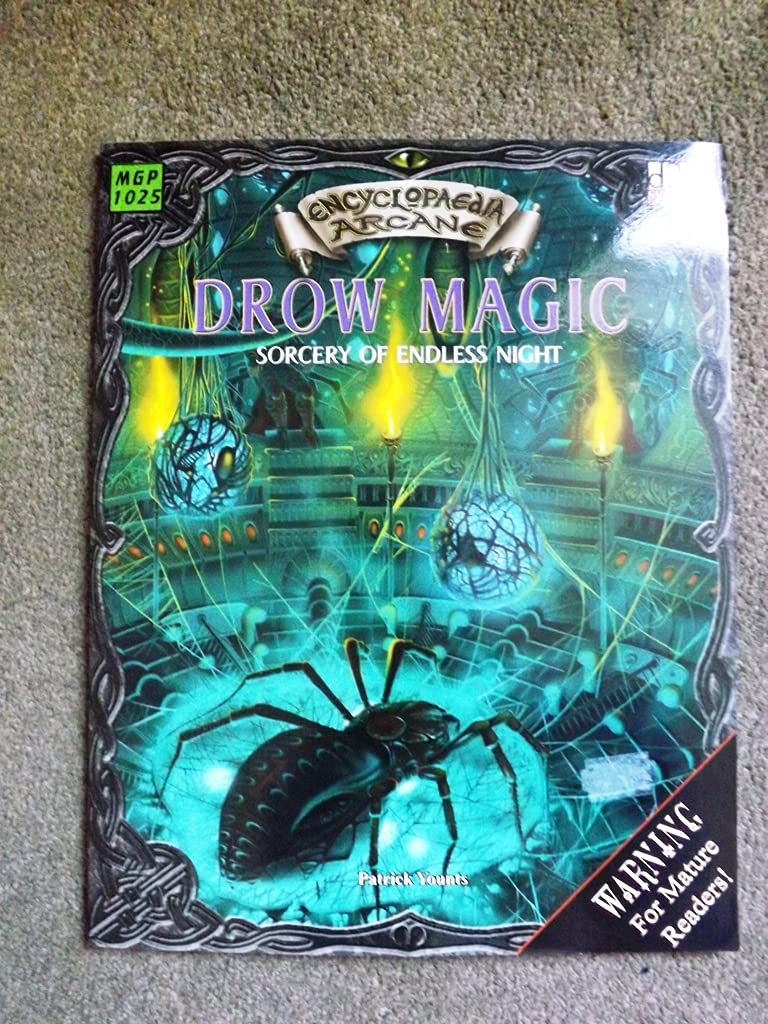 MGP
1025
ENCYCLOPAEDIA
ARCANE
DROW MAGIC
SORCERY OF ENDLESS NIGHT
Patrick Younts
WARNING
For Mature
Readers!